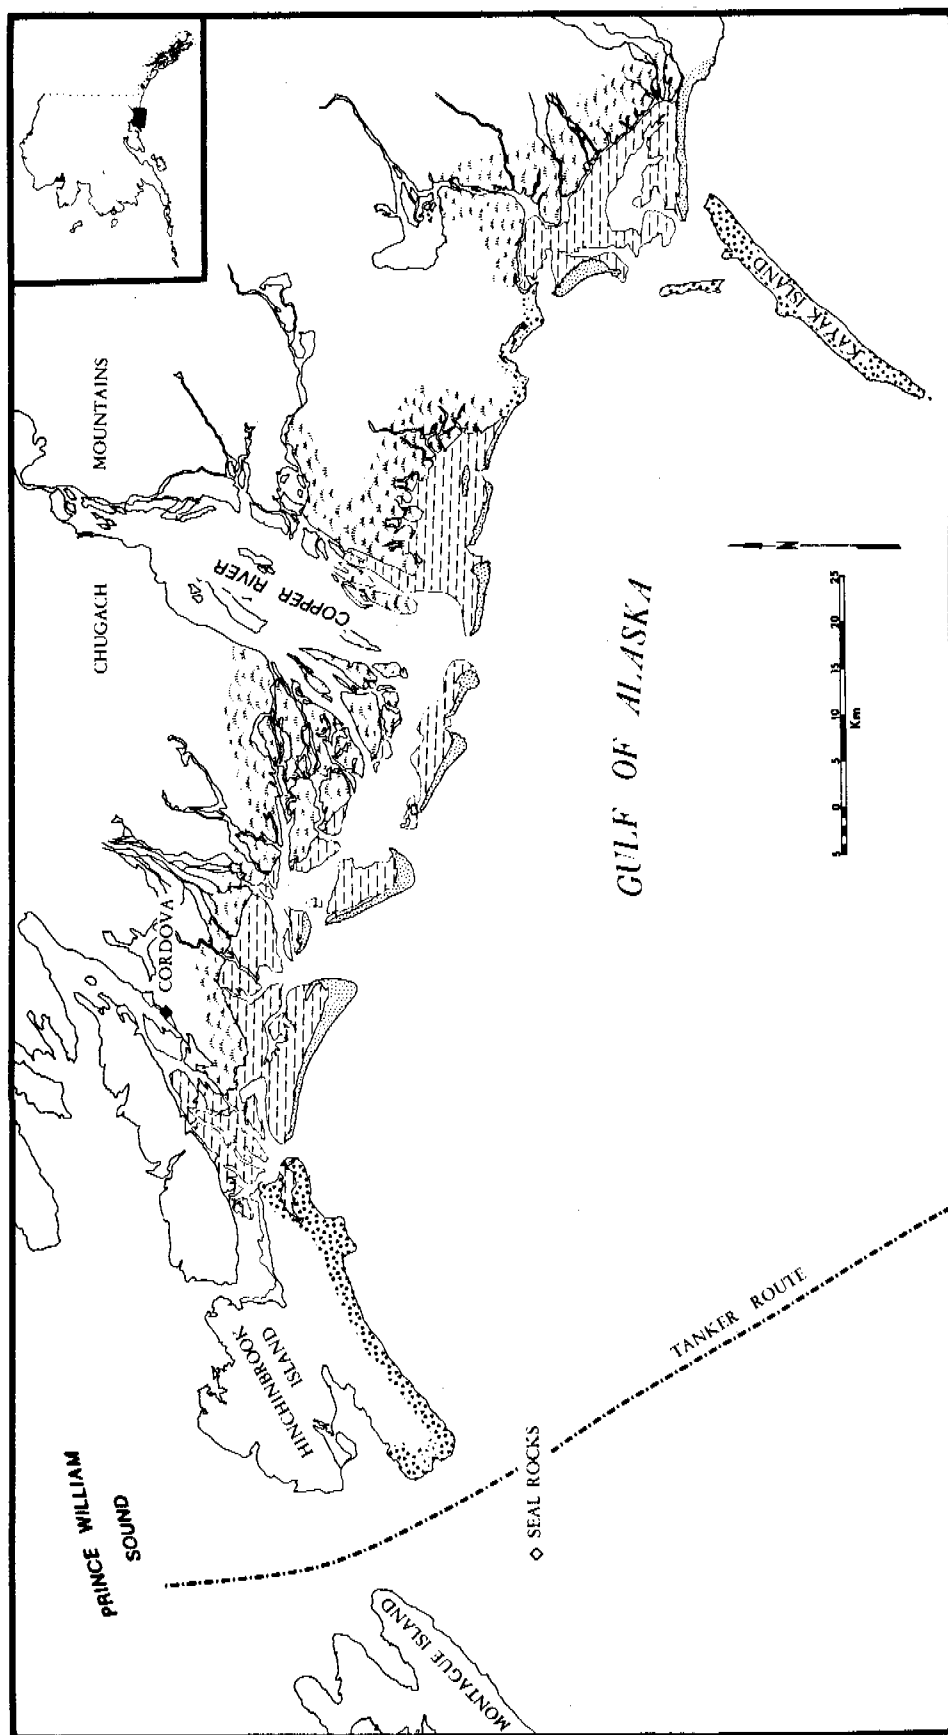 PRINCE WILLIAM
SOUND
CHUGACH
MOUNTAINS
CORDOVA
COPPER RIVER
HINCHINBROOK
ISLAND
MONTAGUE ISLAND
SEAL ROCKS
TANKER ROUTE
GULF OF ALASKA
KAYAK ISLAND
N
5 0 5 10 15 20 25
Km